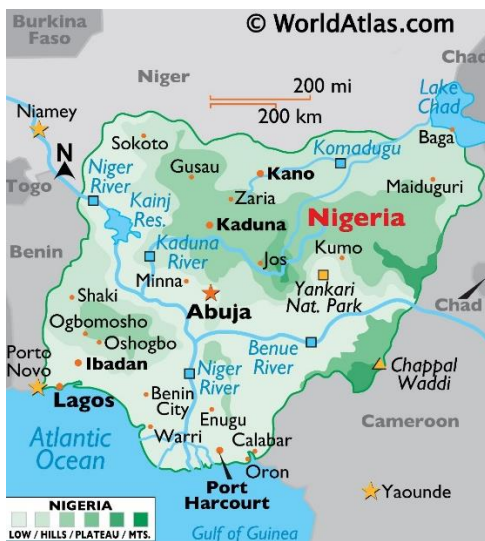 Burkina
Faso
© WorldAtlas.com
Niger
Chad
200 mi
200 km
Lake
Chad
Niamey
N
Sokoto
Gusau
Kano
Komadugu
Baga
Togo
Niger
River
Kainj
Res.
Zaria
Maiduguri
Kaduna
Nigeria
Benin
Kaduna
River
Jos
Kumo
Minna
Abuja
Yankari
Nat. Park
Chad
Shaki
Ogbomosho
Oshogbo
Ibadan
Porto
Novo
Lagos
Niger
River
Benue
River
Chappal
Waddi
Benin
City
Enugu
Warri
Calabar
Oron
Cameroon
Atlantic
Ocean
Port
Harcourt
Yaounde
Gulf of Guinea
NIGERIA
LOW / HILLS / PLATEAU / MTS.